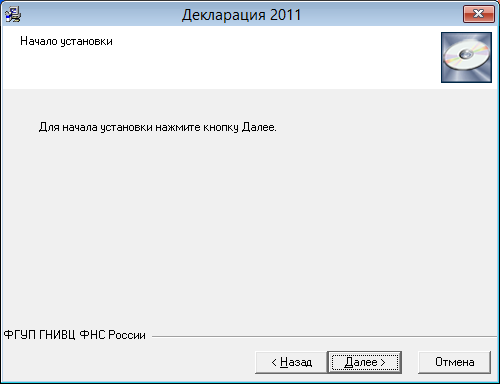 Декларация 2011
Начало установки
Для начала установки нажмите кнопку Далее.
ФГУП ГНИВЦ ФНС России
< Назад
Далее >
Отмена